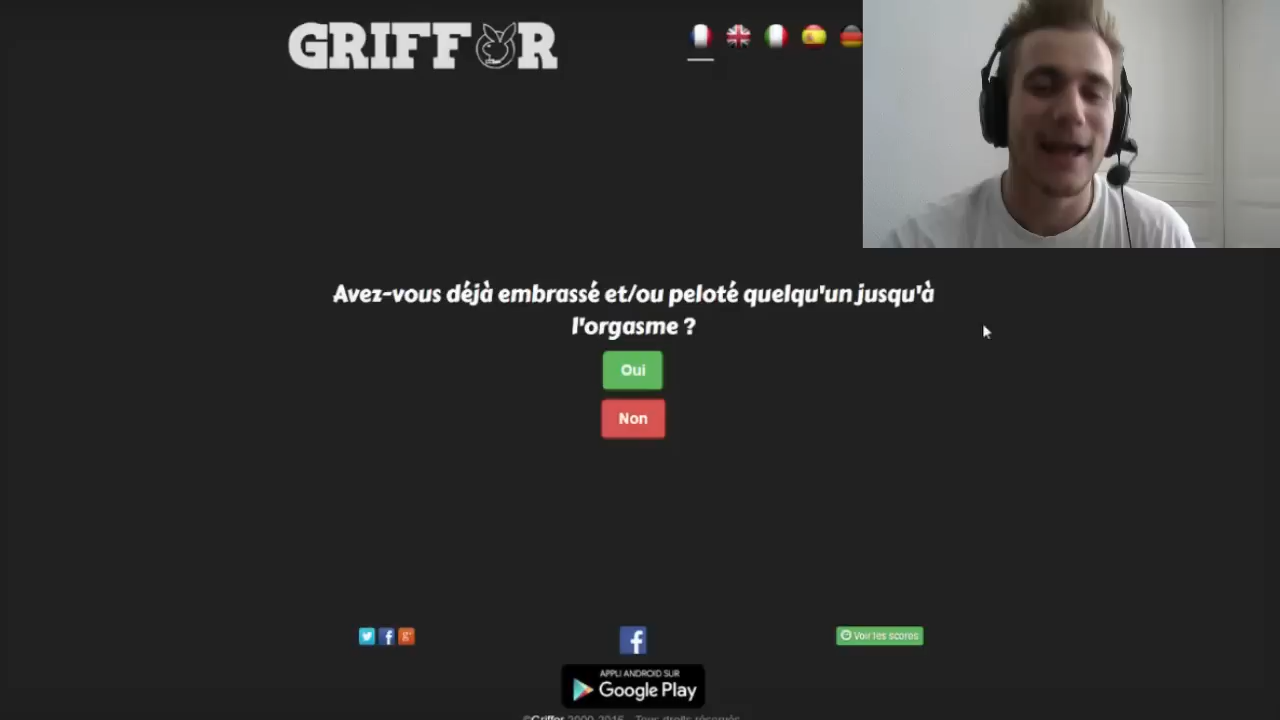 GRIFFOR
Avez-vous déjà embrassé et/ou peloté quelqu'un jusqu'à
l'orgasme ?
Oui
Non
Voir les scores
APPLI ANDROID SUR
Google Play